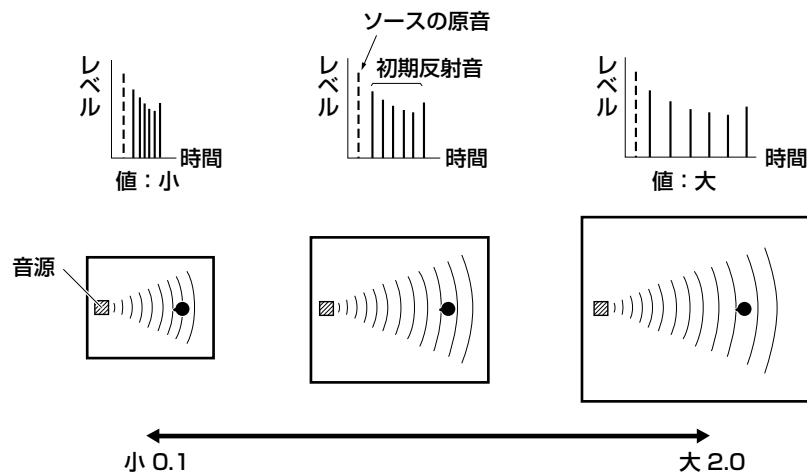 ソースの原音
レベル
初期反射音
時間
値：小
レベル
時間
レベル
時間
値：大
音源
小 0.1
大 2.0